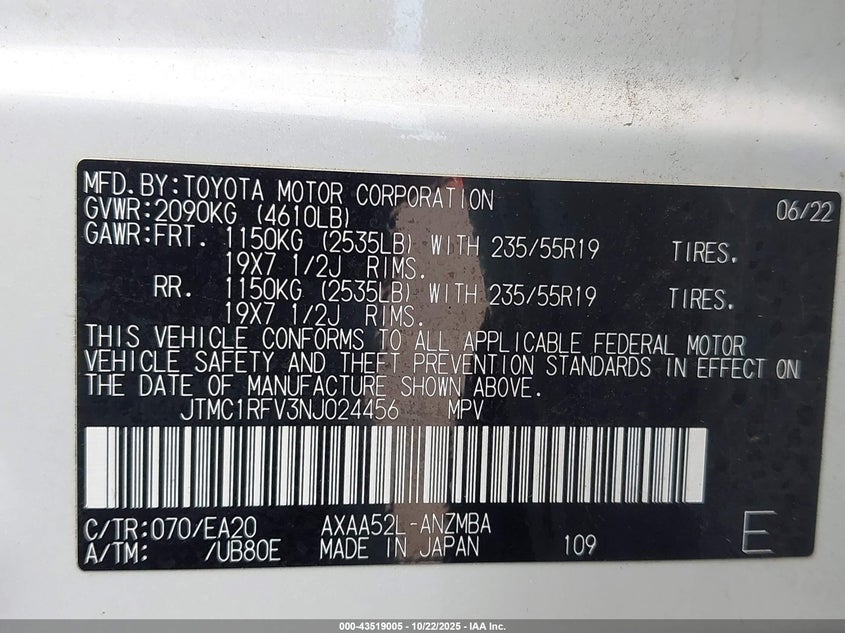 MFD.BY:TOYOTA MOTOR CORPORATION 06/22
GVWR:2090KG (4610LB)
GAWR:FRT. 1150KG (2535LB) WITH 235/55R19 TIRES.
19X7 1/2J RIMS.
RR. 1150KG (2535LB) WITH 235/55R19 TIRES.
19X7 1/2J RIMS.
THIS VEHICLE CONFORMS TO ALL APPLICABLE FEDERAL MOTOR
VEHICLE SAFETY AND THEFT PREVENTION STANDARDS IN EFFECT ON
THE DATE OF MANUFACTURE SHOWN ABOVE.
JTMC1RFV3NJ024456 MPV
C/TR:070/EA20 AXAA52L-ANZMBA
A/TM: /UB80E MADE IN JAPAN 109 E
000-43519005 - 10/22/2025 - IAA Inc.